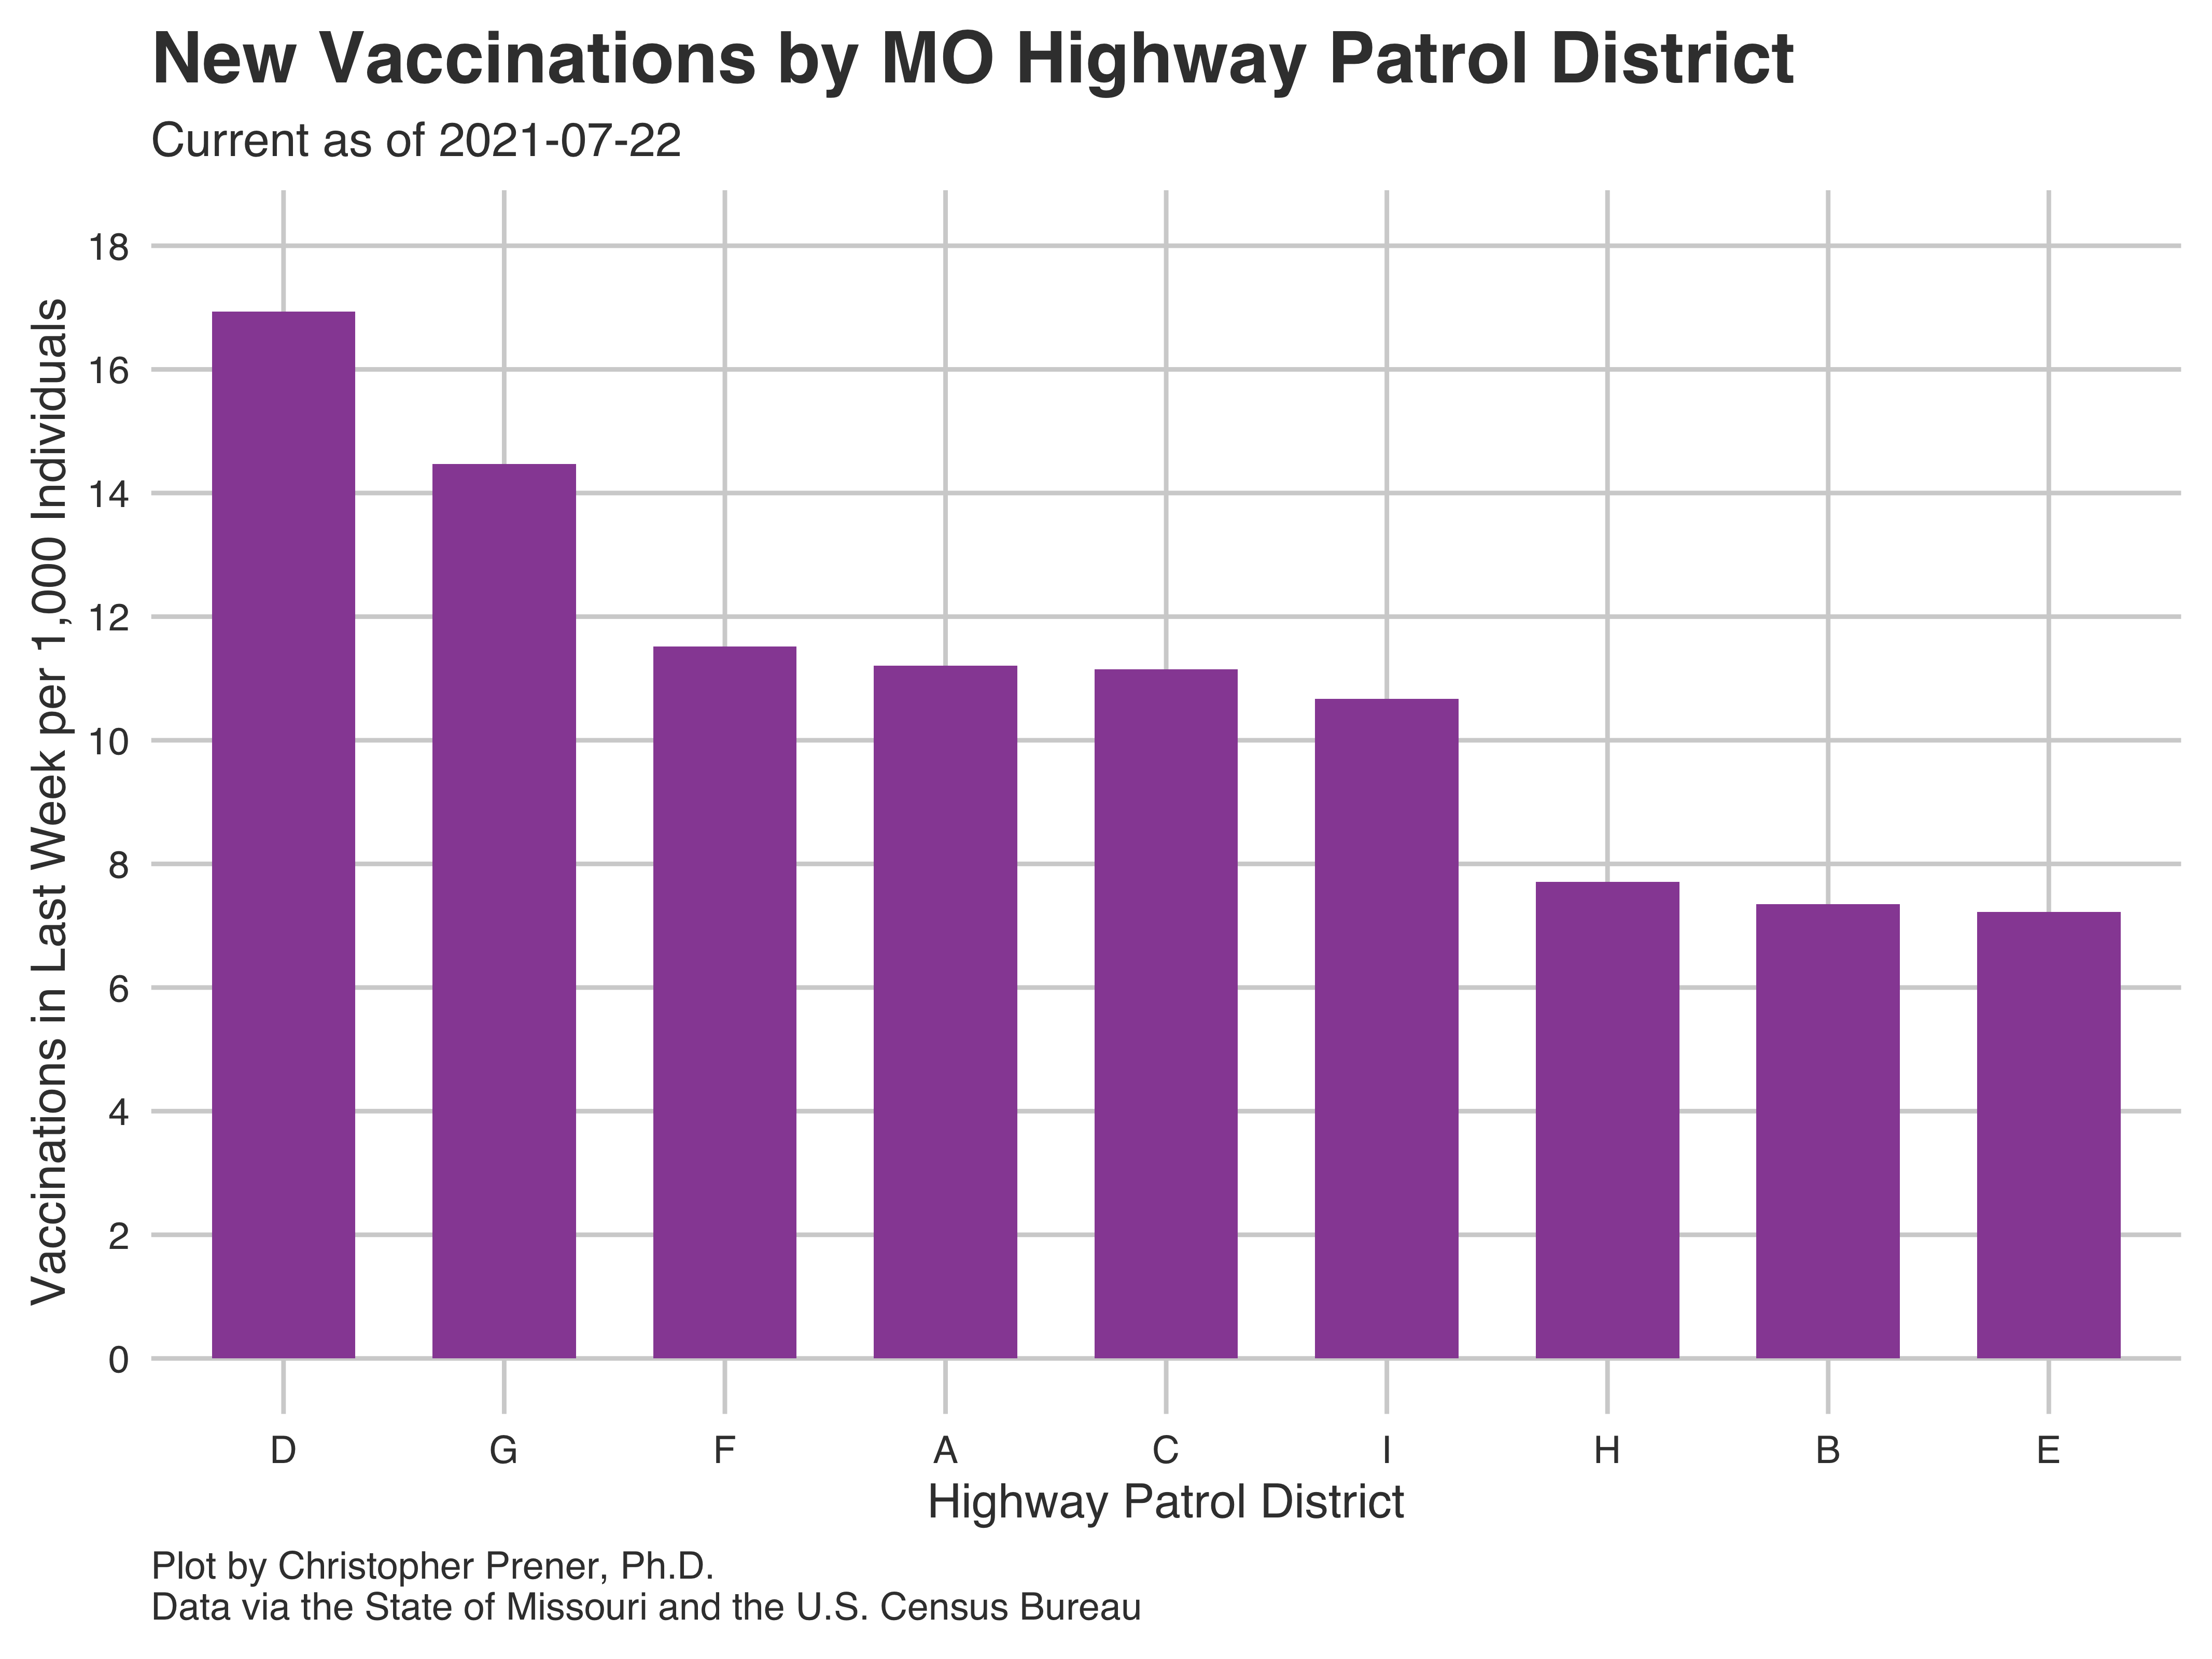 New Vaccinations by MO Highway Patrol District
Current as of 2021-07-22
Vaccinations in Last Week per 1,000 Individuals
18
16
14
12
10
8
6
4
2
0
D G F A C I H B E
Highway Patrol District
Plot by Christopher Prener, Ph.D.
Data via the State of Missouri and the U.S. Census Bureau